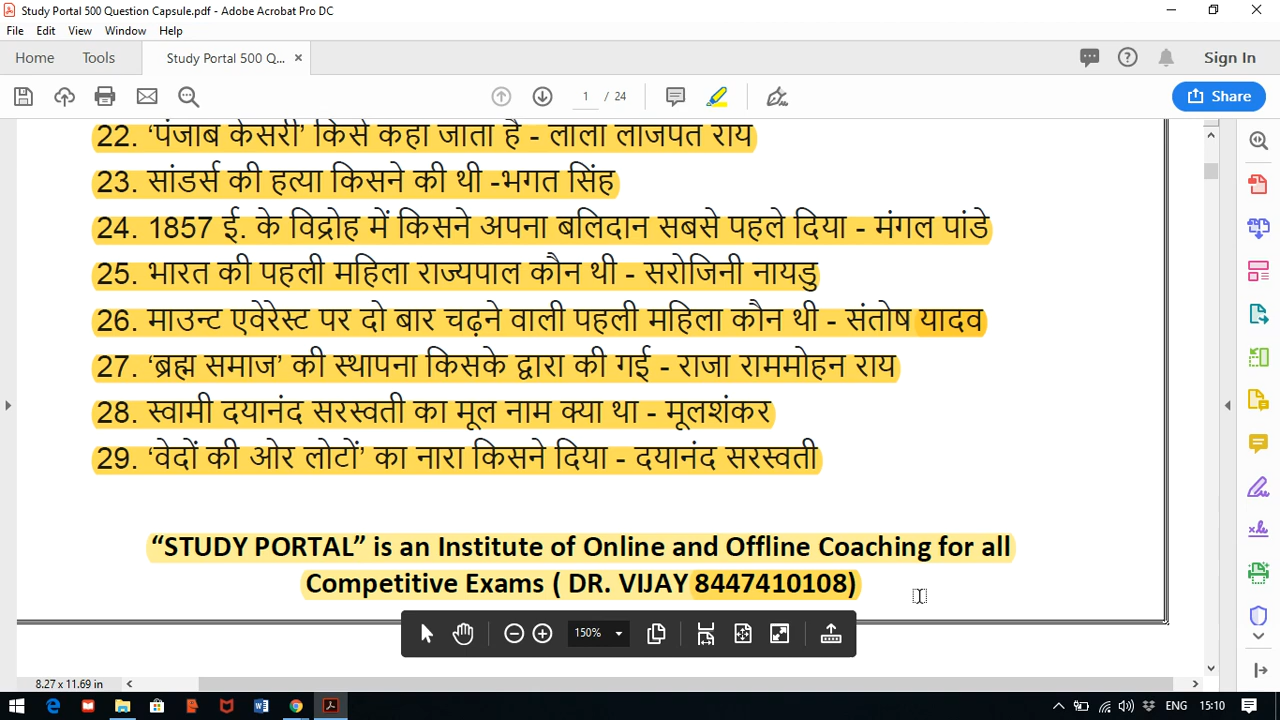 Study Portal 500 Question Capsule.pdf - Adobe Acrobat Pro DC
File Edit View Window Help
Home Tools Study Portal 500 Q... × Sign In
1 / 24 Share
22. ‘पंजाब केसरी’ किसे कहा जाता है - लाला लाजपत राय
23. सांडर्स की हत्या किसने की थी -भगत सिंह
24. 1857 ई. के विद्रोह में किसने अपना बलिदान सबसे पहले दिया - मंगल पांडे
25. भारत की पहली महिला राज्यपाल कौन थी - सरोजिनी नायडु
26. माउन्ट एवेरेस्ट पर दो बार चढ़ने वाली पहली महिला कौन थी - संतोष यादव
27. ‘ब्रह्म समाज’ की स्थापना किसके द्वारा की गई - राजा राममोहन राय
28. स्वामी दयानंद सरस्वती का मूल नाम क्या था - मूलशंकर
29. ‘वेदों की ओर लोटों’ का नारा किसने दिया - दयानंद सरस्वती
“STUDY PORTAL” is an Institute of Online and Offline Coaching for all
Competitive Exams ( DR. VIJAY 8447410108)
150%
8.27 x 11.69 in
ENG 15:10